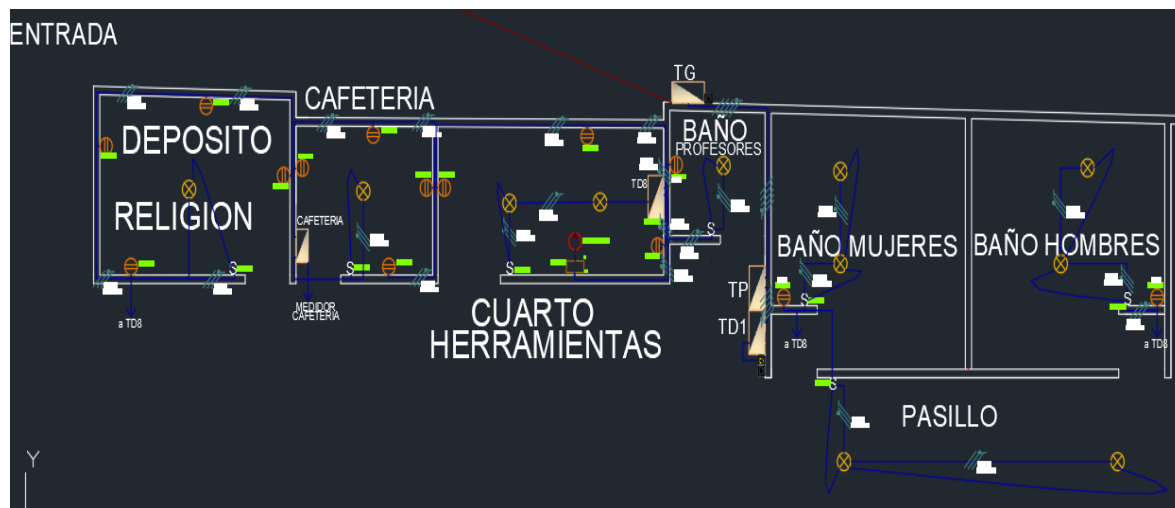 ENTRADA
TG
CAFETERIA
BAÑO
PROFESORES
DEPOSITO
RELIGION
TD8
CAFETERIA
S
S
S
S
S
S
BAÑO MUJERES
BAÑO HOMBRES
TP
TD1
MEDIDOR
CAFETERIA
a TD8
CUARTO
HERRAMIENTAS
a TD8
a TD8
S
PASILLO
Y